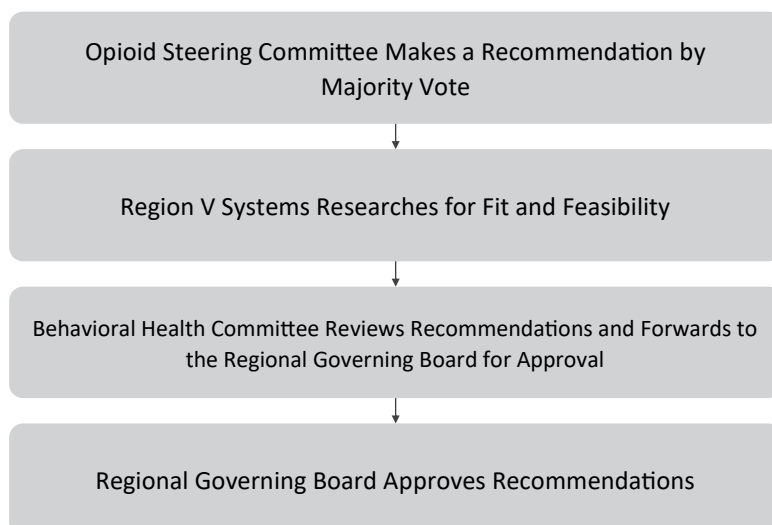 Opioid Steering Committee Makes a Recommendation by
Majority Vote
Region V Systems Researches for Fit and Feasibility
Behavioral Health Committee Reviews Recommendations and Forwards to
the Regional Governing Board for Approval
Regional Governing Board Approves Recommendations